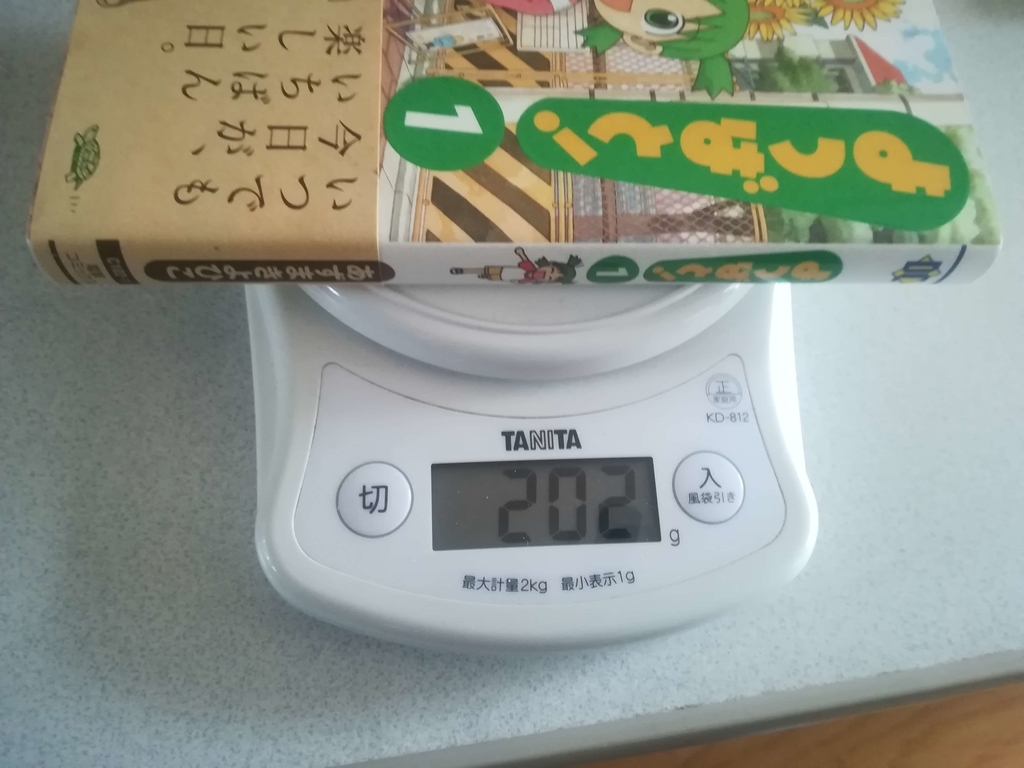 いつでも
今日が、
いちばん
楽しい日。
よつばと!
1
よつばと!
1
あずまきよひこ
TANITA
正
KD-812
切
202
g
入
風袋引き
最大計量2kg 最小表示1g